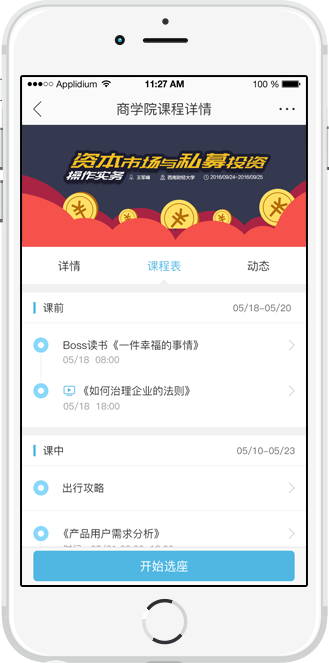 Applidium
11:27 AM
100 %
商学院课程详情
资本市场与私募投资
操作实务 王军峰 西南财经大学 2016/09/24-2016/09/25
详情 课程表 动态
课前 05/18-05/20
Boss读书《一件幸福的事情》
05/18 08:00
《如何治理企业的法则》
05/18 18:00
课中 05/10-05/23
出行攻略
《产品用户需求分析》
开始选座